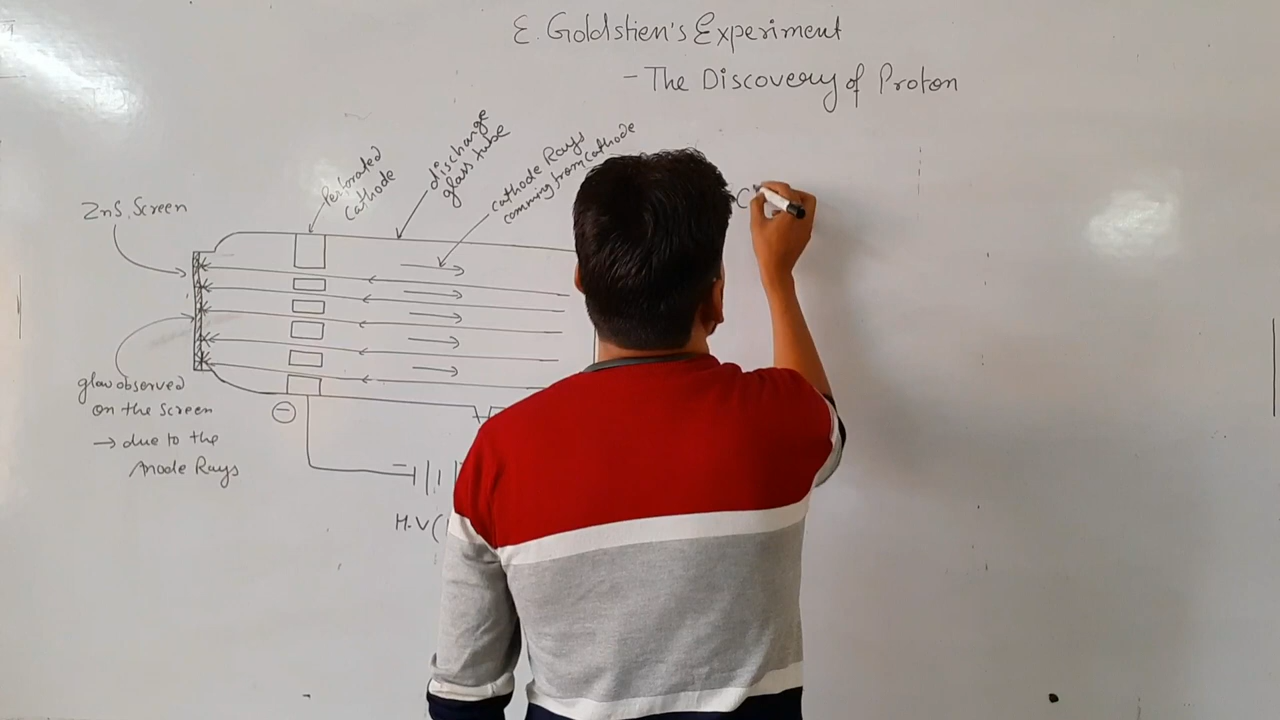 E. Goldstien's Experiment
- The Discovery of Proton
Perforated
cathode
discharge
glass tube
cathode Rays
comming from cathode
ZnS Screen
glow observed
on the screen
→ due to the
Anode Rays
−
−
H.V (
C